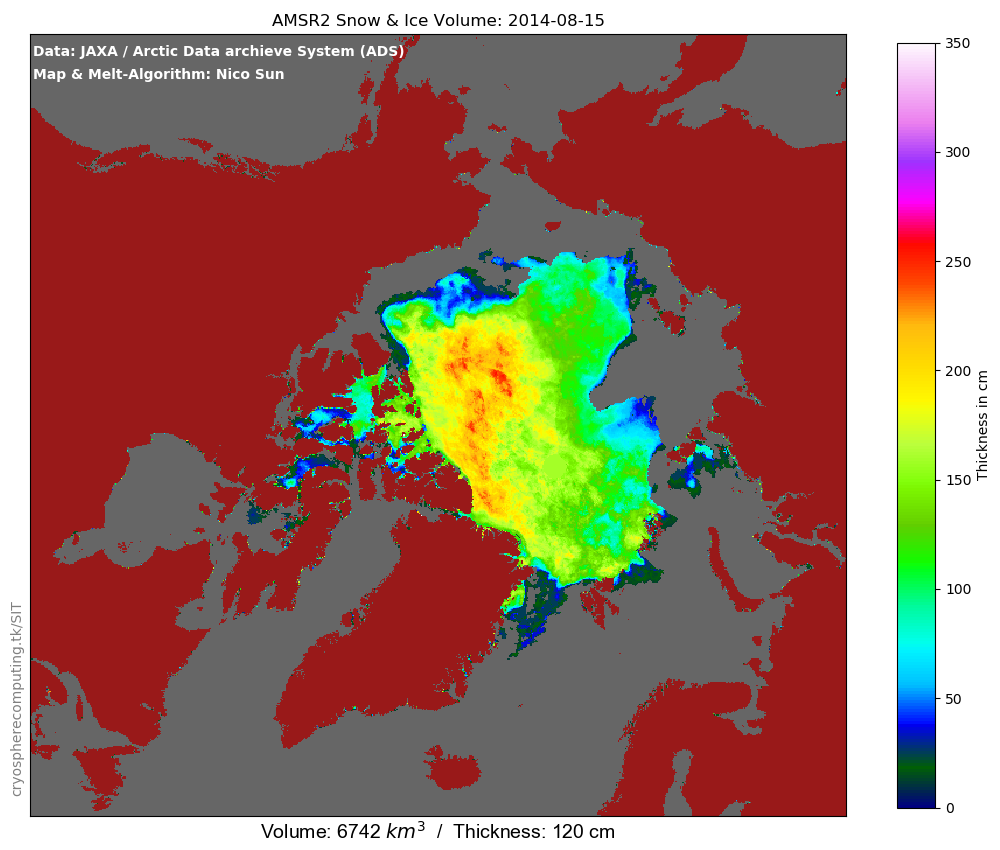 AMSR2 Snow & Ice Volume: 2014-08-15
Data: JAXA / Arctic Data archieve System (ADS)
Map & Melt-Algorithm: Nico Sun
350
300
250
200
150
100
50
0
Thickness in cm
cryospherecomputing.tk/SIT
Volume: 6742 km³ / Thickness: 120 cm